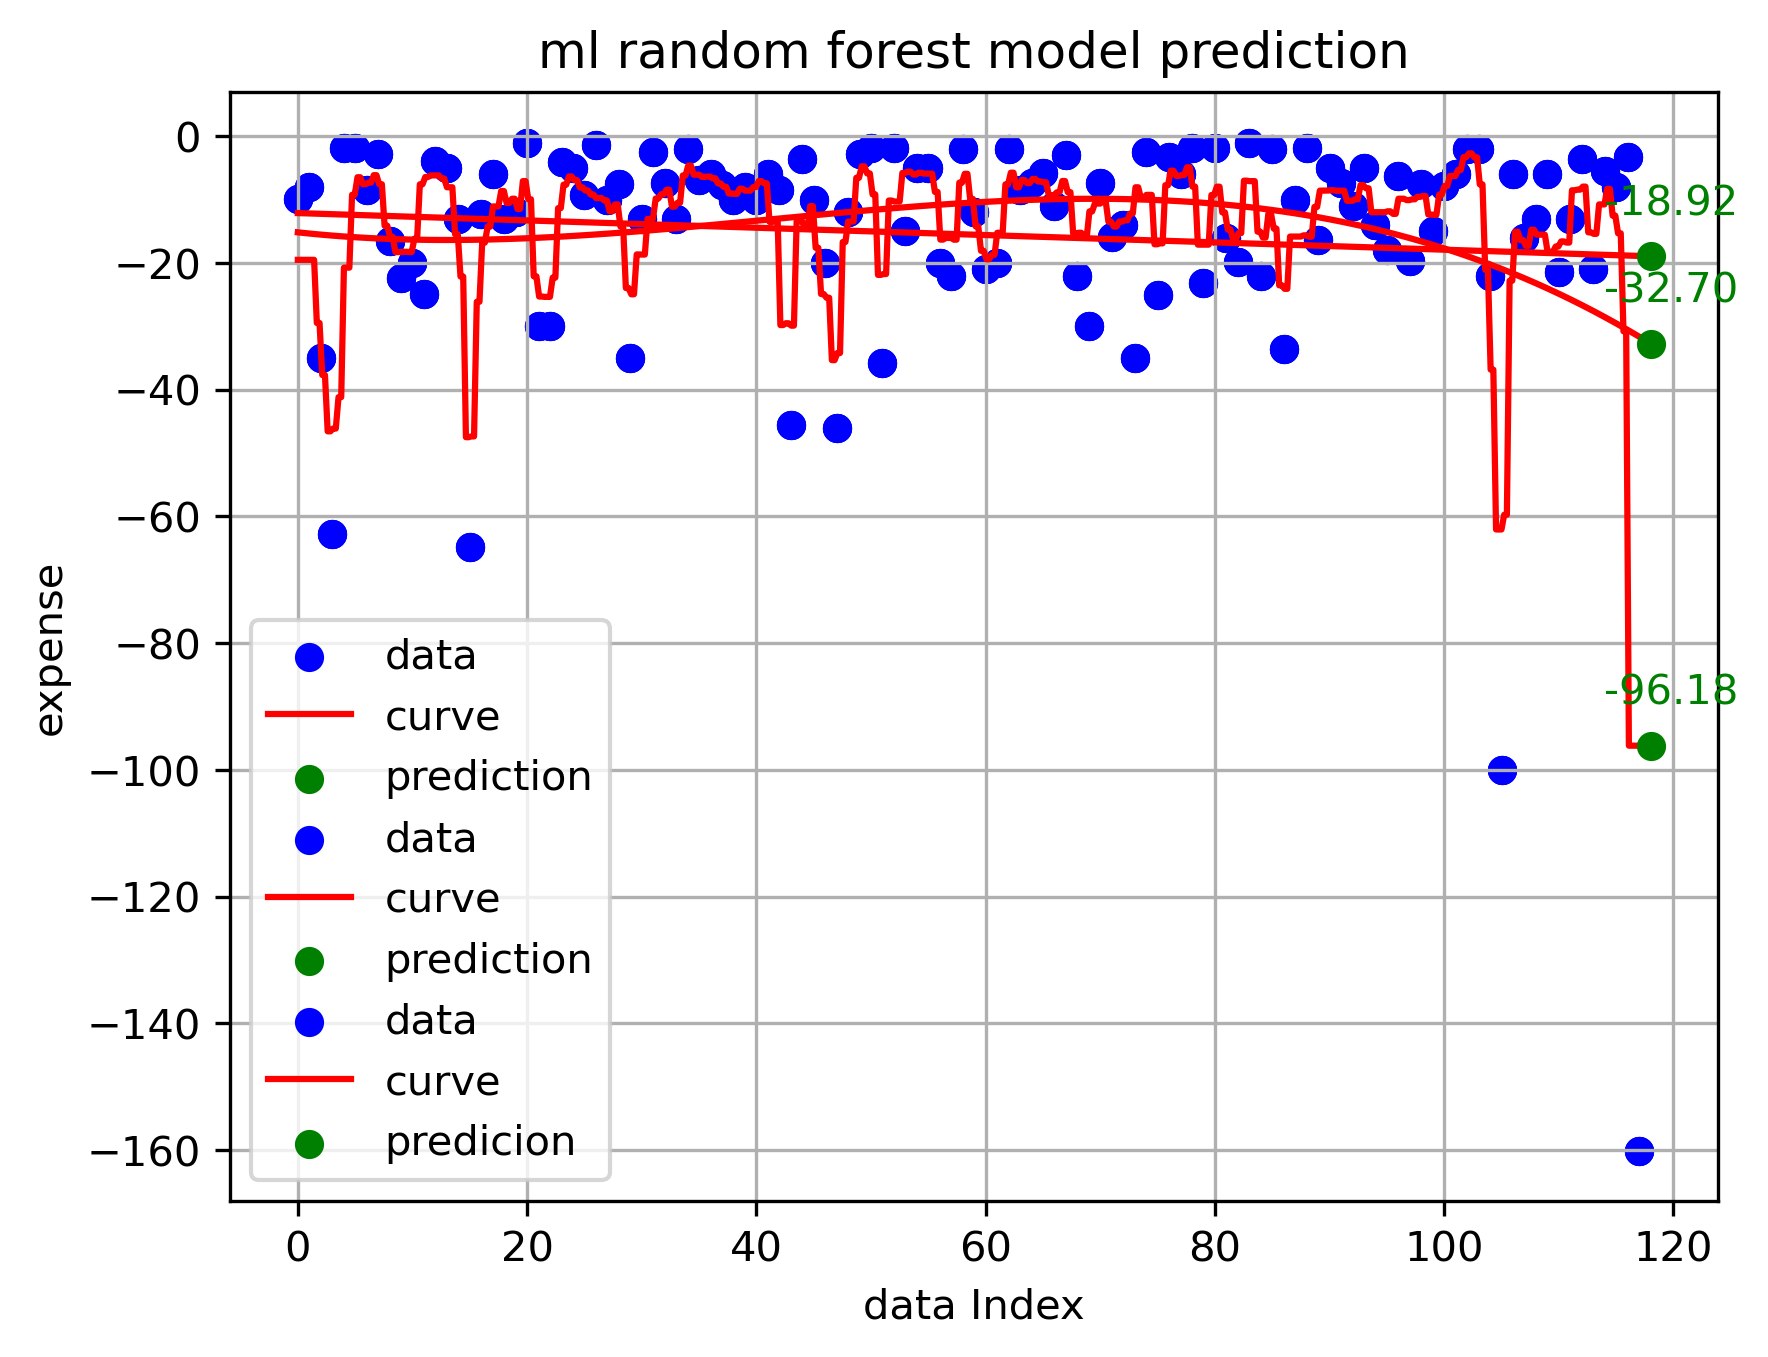 ml random forest model prediction
0
−20
−40
−60
−80
−100
−120
−140
−160
expense
-18.92
-32.70
-96.18
data
curve
prediction
data
curve
prediction
data
curve
predicion
0 20 40 60 80 100 120
data Index